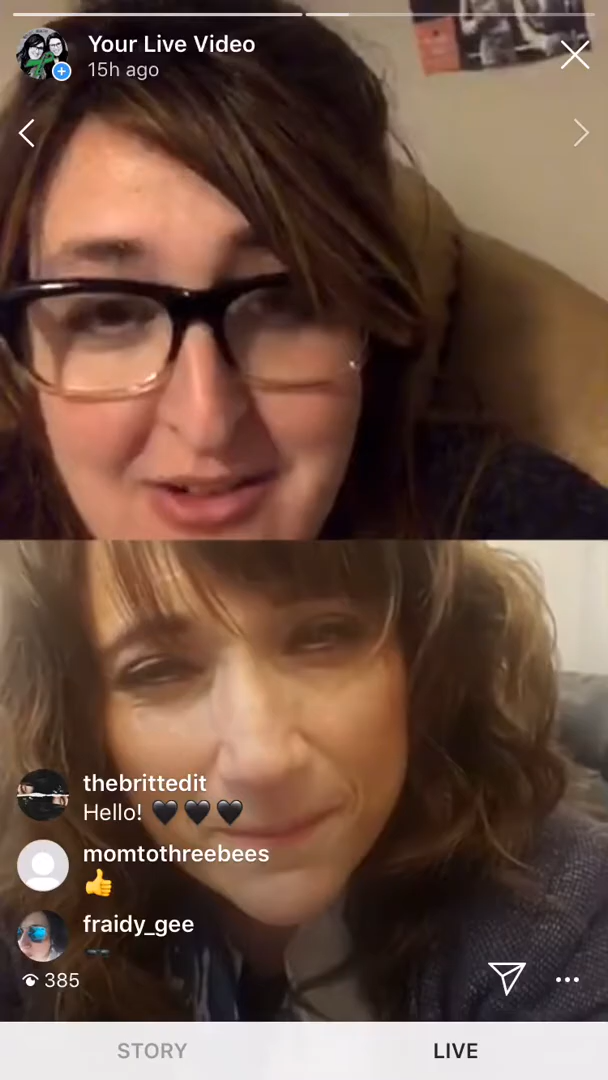 Your Live Video
15h ago
thebrittedit
Hello! 🖤🖤🖤
momtothreebees
👍
fraidy_gee
385
STORY
LIVE